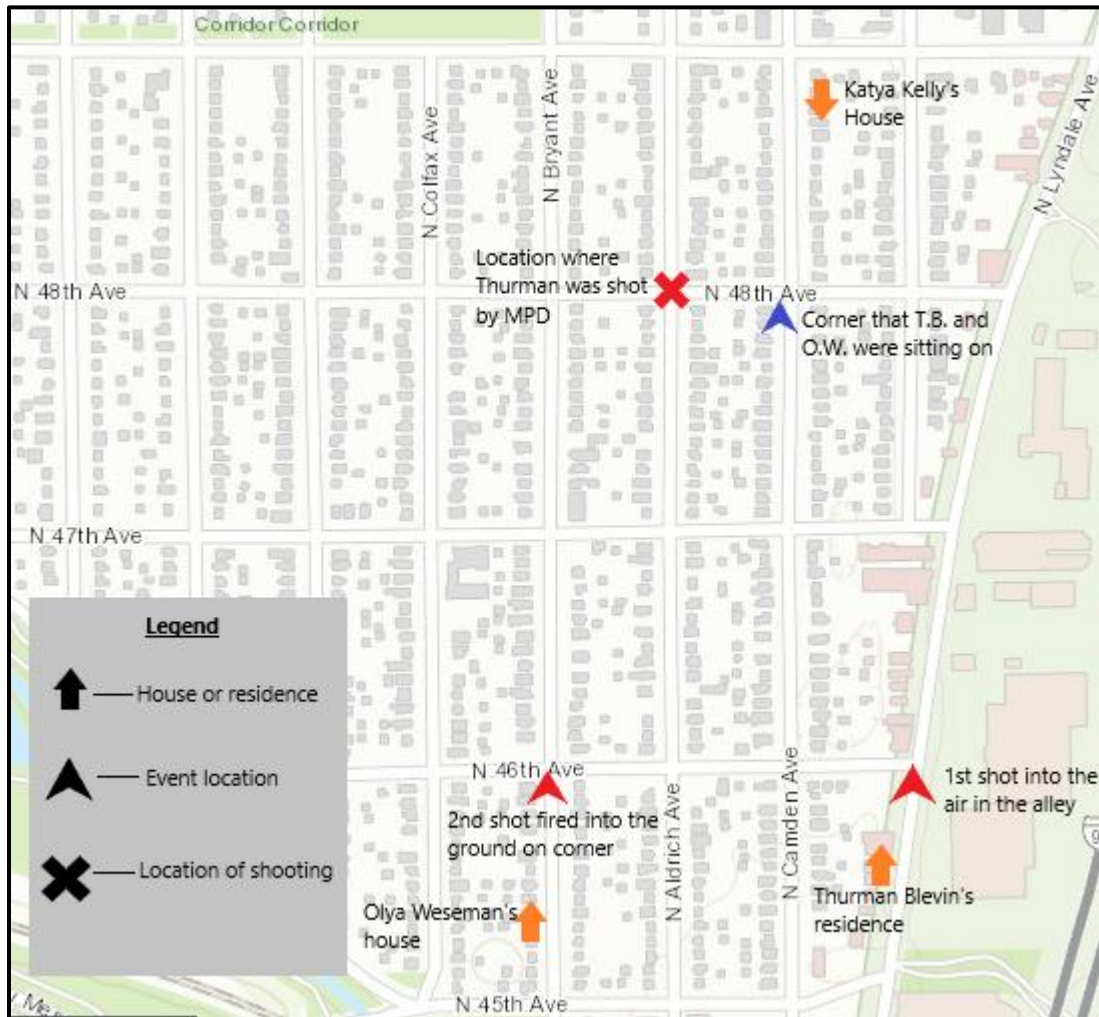 Corridor Corridor
Katya Kelly's
House
N Lyndale Ave
N Bryant Ave
N Colfax Ave
Location where
Thurman was shot
by MPD
N 48th Ave
N 48th Ave
Corner that T.B. and
O.W. were sitting on
N 47th Ave
Legend
House or residence
Event location
Location of shooting
N 46th Ave
2nd shot fired into the
ground on corner
1st shot into the
air in the alley
N Aldrich Ave
N Camden Ave
Olya Weseman's
house
Thurman Blevin's
residence
N 45th Ave